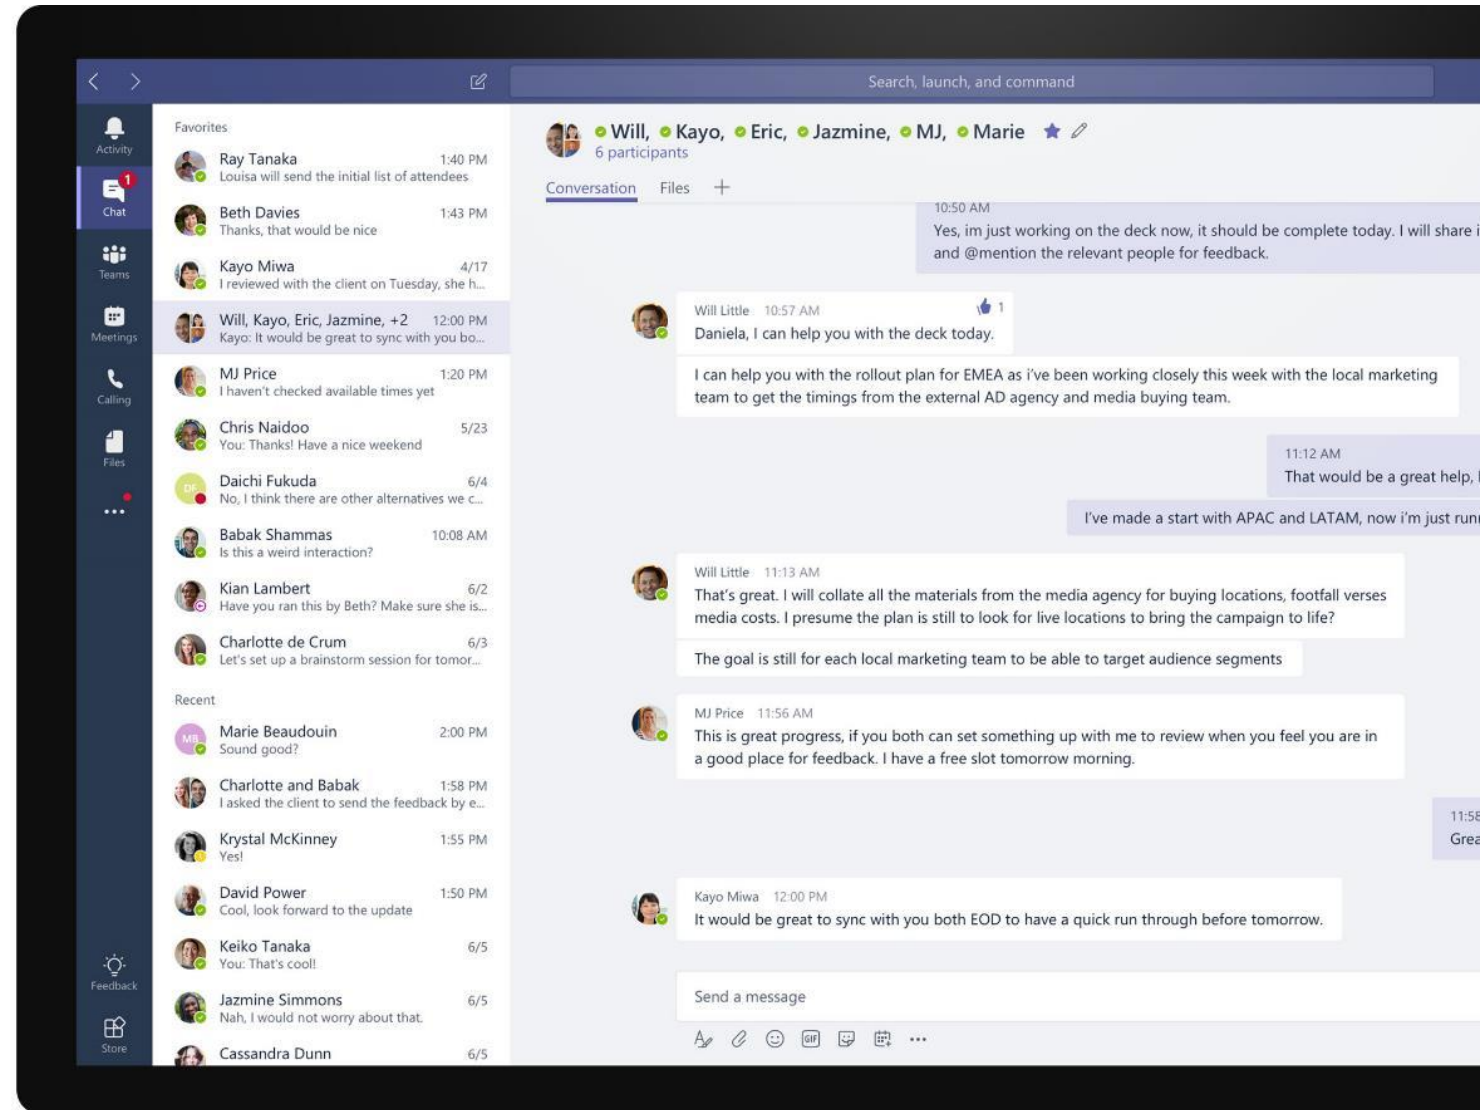 Search, launch, and command
Activity
1
Chat
Teams
Meetings
Calling
Files
Feedback
Store
Favorites
Ray Tanaka 1:40 PM
Louisa will send the initial list of attendees
Beth Davies 1:43 PM
Thanks, that would be nice
Kayo Miwa 4/17
I reviewed with the client on Tuesday, she h...
Will, Kayo, Eric, Jazmine, +2 12:00 PM
Kayo: It would be great to sync with you bo...
MJ Price 1:20 PM
I haven't checked available times yet
Chris Naidoo 5/23
You: Thanks! Have a nice weekend
DF
Daichi Fukuda 6/4
No, I think there are other alternatives we c...
Babak Shammas 10:08 AM
Is this a weird interaction?
Kian Lambert 6/2
Have you ran this by Beth? Make sure she is...
Charlotte de Crum 6/3
Let's set up a brainstorm session for tomor...
Recent
MB
Marie Beaudouin 2:00 PM
Sound good?
Charlotte and Babak 1:58 PM
I asked the client to send the feedback by e...
Krystal McKinney 1:55 PM
Yes!
David Power 1:50 PM
Cool, look forward to the update
Keiko Tanaka 6/5
You: That's cool!
Jazmine Simmons 6/5
Nah, I would not worry about that.
Cassandra Dunn 6/5
Will, Kayo, Eric, Jazmine, MJ, Marie
6 participants
Conversation Files
10:50 AM
Yes, im just working on the deck now, it should be complete today. I will share
and @mention the relevant people for feedback.
Will Little 10:57 AM 1
Daniela, I can help you with the deck today.
I can help you with the rollout plan for EMEA as i've been working closely this week with the local marketing
team to get the timings from the external AD agency and media buying team.
11:12 AM
That would be a great help,
I've made a start with APAC and LATAM, now i'm just
Will Little 11:13 AM
That's great. I will collate all the materials from the media agency for buying locations, footfall verses
media costs. I presume the plan is still to look for live locations to bring the campaign to life?
The goal is still for each local marketing team to be able to target audience segments
MJ Price 11:56 AM
This is great progress, if you both can set something up with me to review when you feel you are in
a good place for feedback. I have a free slot tomorrow morning.
11:58
Kayo Miwa 12:00 PM
It would be great to sync with you both EOD to have a quick run through before tomorrow.
Send a message
GIF